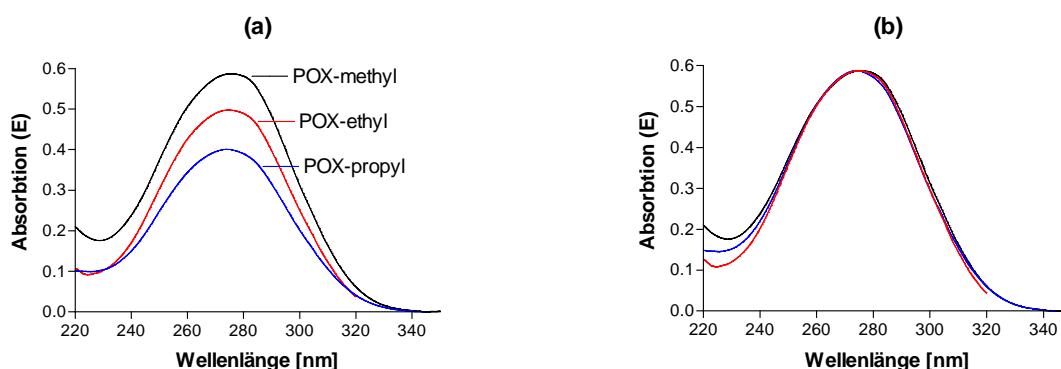 (a)
Absorbtion (E)
0.6
0.5
0.4
0.3
0.2
0.1
0.0
POX-methyl
POX-ethyl
POX-propyl
220 240 260 280 300 320 340
Wellenlänge [nm]
(b)
Absorbtion (E)
0.6
0.5
0.4
0.3
0.2
0.1
0.0
220 240 260 280 300 320 340
Wellenlänge [nm]